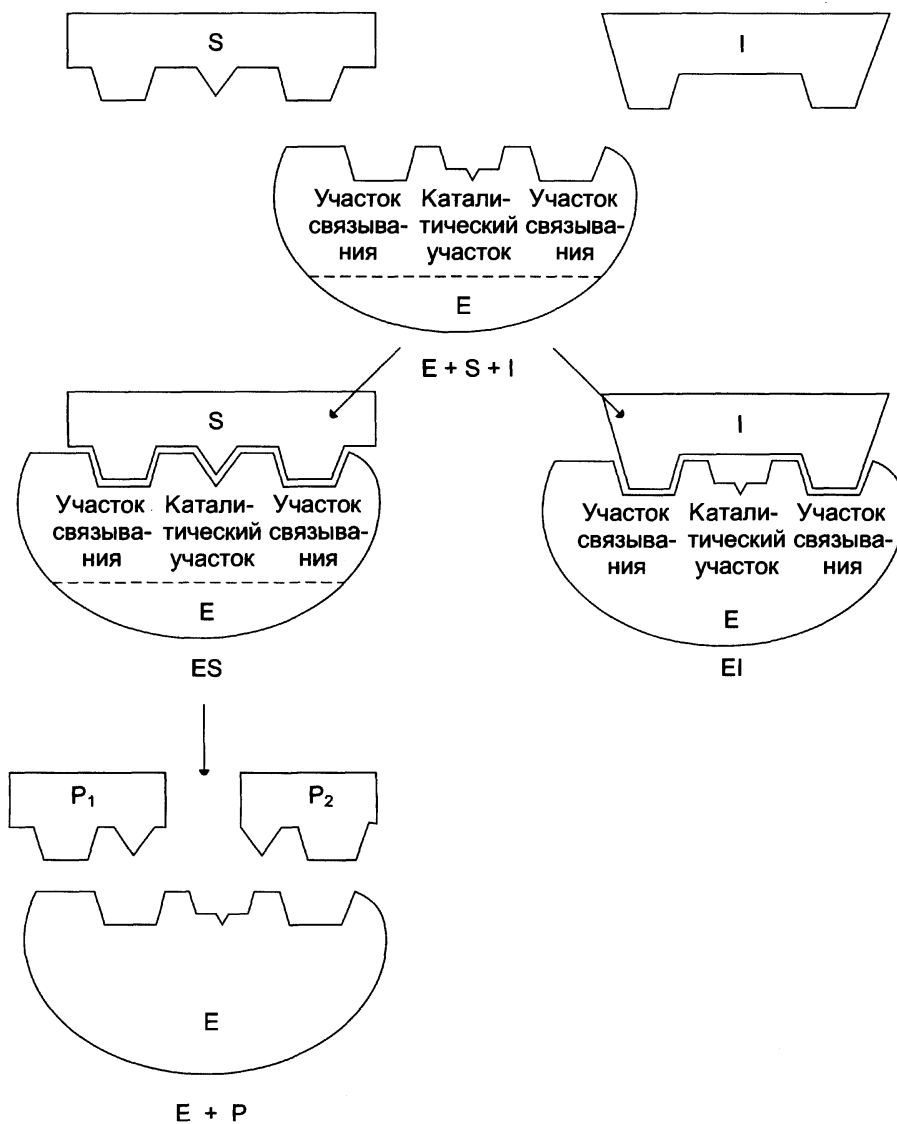 S
I
Участок Катали- Участок
связыва- тический связыва-
ния участок ния
E
E + S + I
S
Участок Катали- Участок
связыва- тический связыва-
ния участок ния
E
ES
I
Участок Катали- Участок
связыва- тический связыва-
ния участок ния
E
EI
P₁
P₂
E
E + P